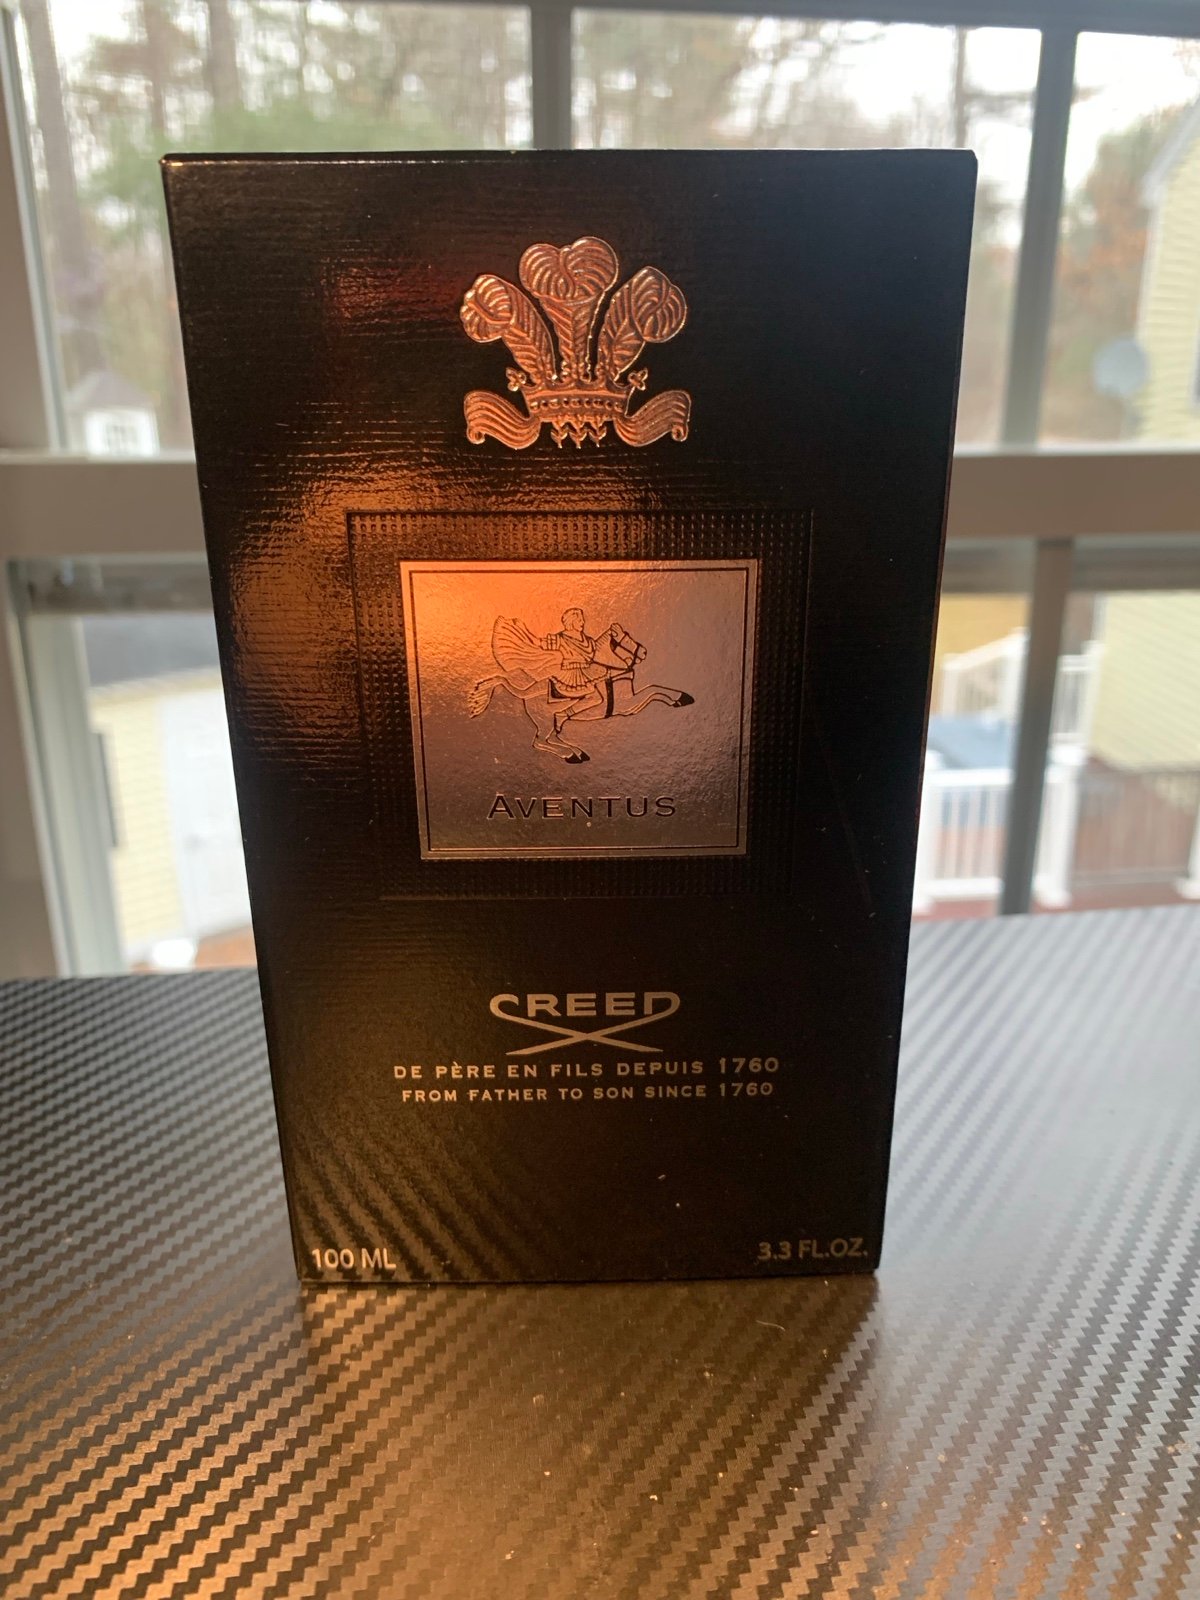 AVENTUS
CREED
DE PÈRE EN FILS DEPUIS 1760
FROM FATHER TO SON SINCE 1760
100 ML
3.3 FL.OZ.